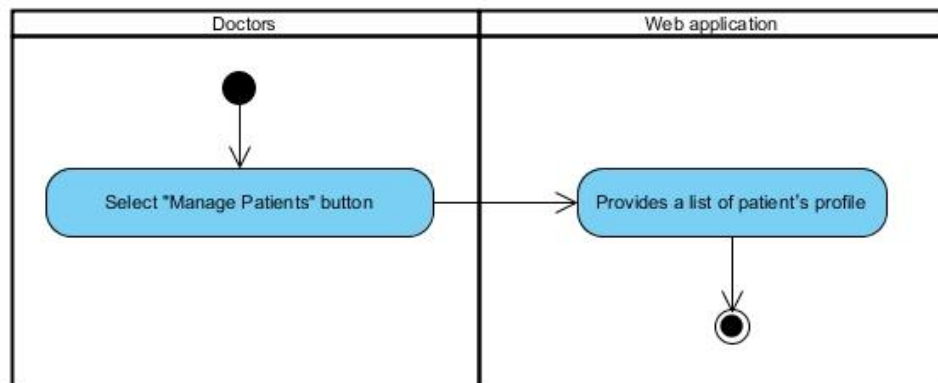 Doctors
Web application
Select "Manage Patients" button
Provides a list of patient's profile